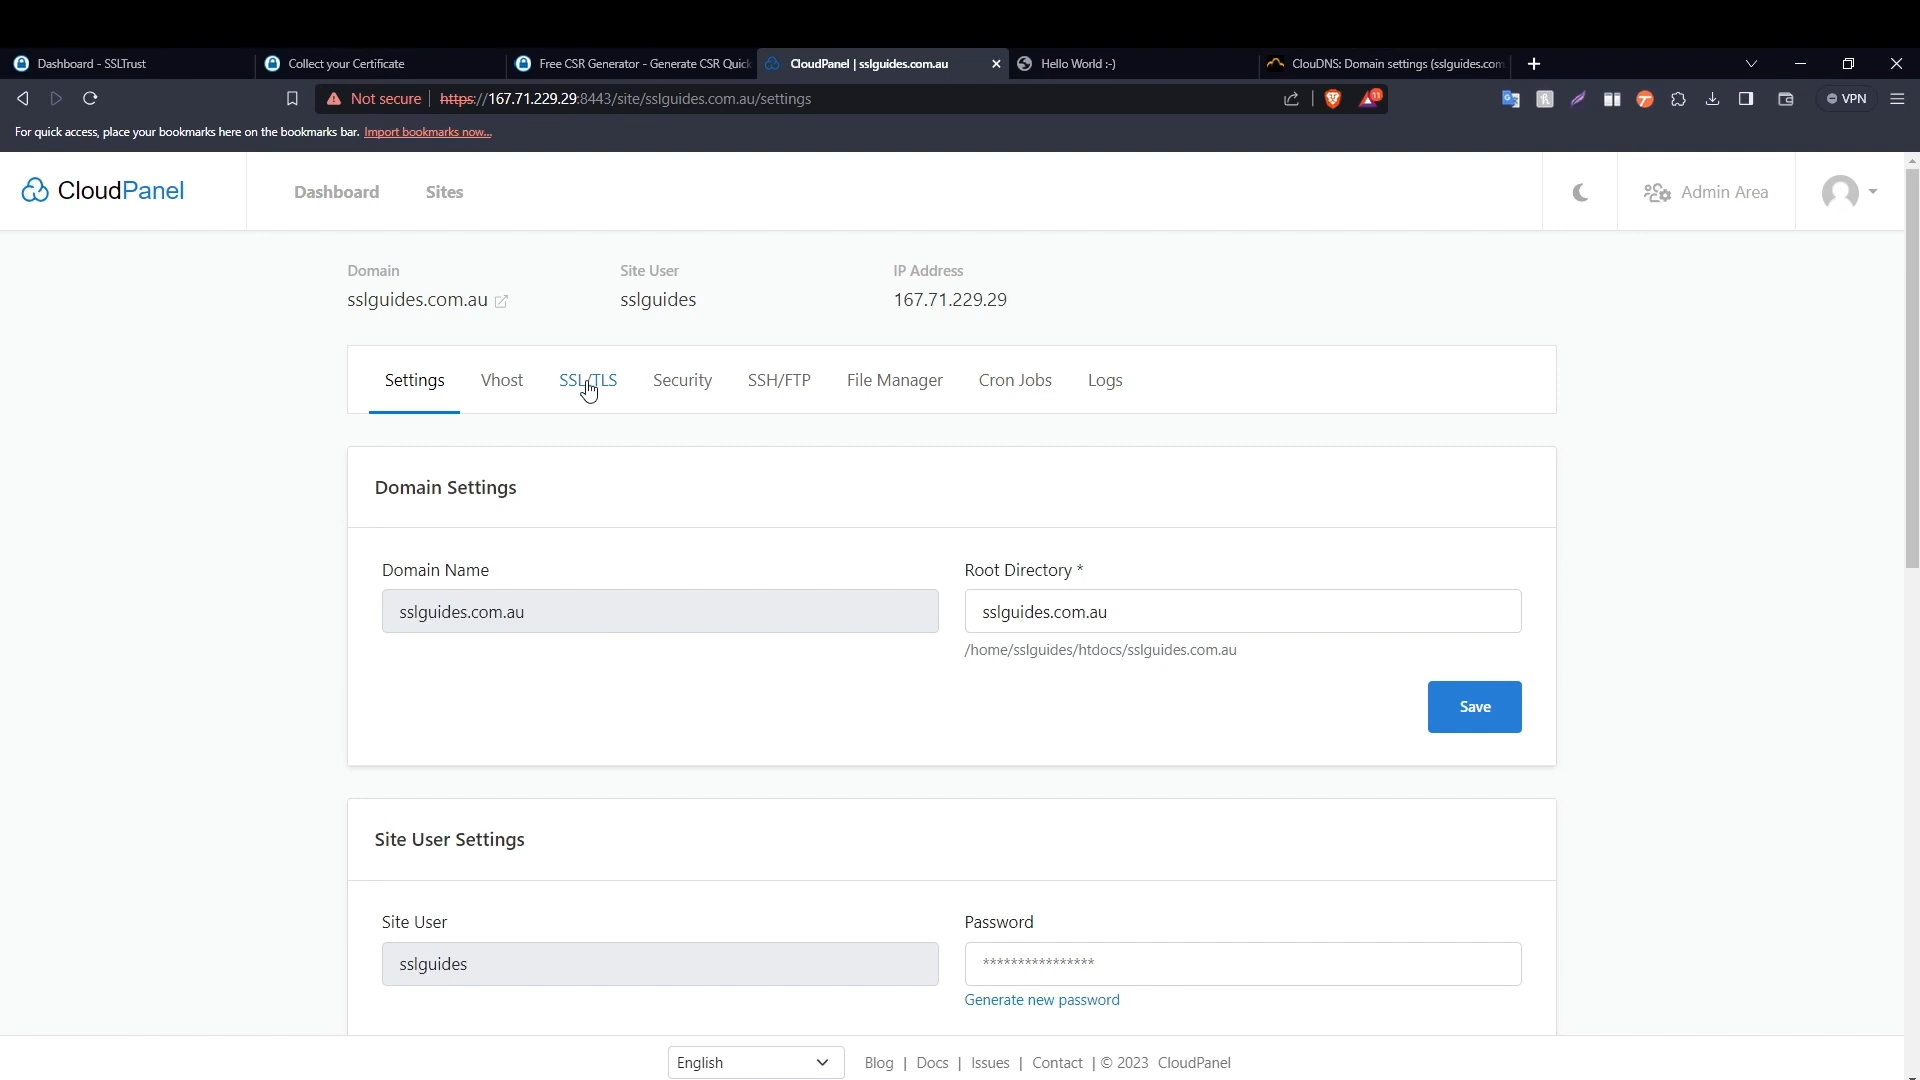 Dashboard - SSLTrust
Collect your Certificate
Free CSR Generator - Generate CSR Quick
CloudPanel | sslguides.com.au
Hello World :-)
ClouDNS: Domain settings (sslguides.com
Not secure https://167.71.229.29:8443/site/sslguides.com.au/settings
11
VPN
For quick access, place your bookmarks here on the bookmarks bar. Import bookmarks now...
CloudPanel
Dashboard
Sites
Admin Area
Domain
Site User
IP Address
sslguides.com.au
sslguides
167.71.229.29
Settings
Vhost
SSL/TLS
Security
SSH/FTP
File Manager
Cron Jobs
Logs
Domain Settings
Domain Name
Root Directory *
sslguides.com.au
sslguides.com.au
/home/sslguides/htdocs/sslguides.com.au
Save
Site User Settings
Site User
Password
sslguides
****************
Generate new password
English
Blog | Docs | Issues | Contact | © 2023 CloudPanel